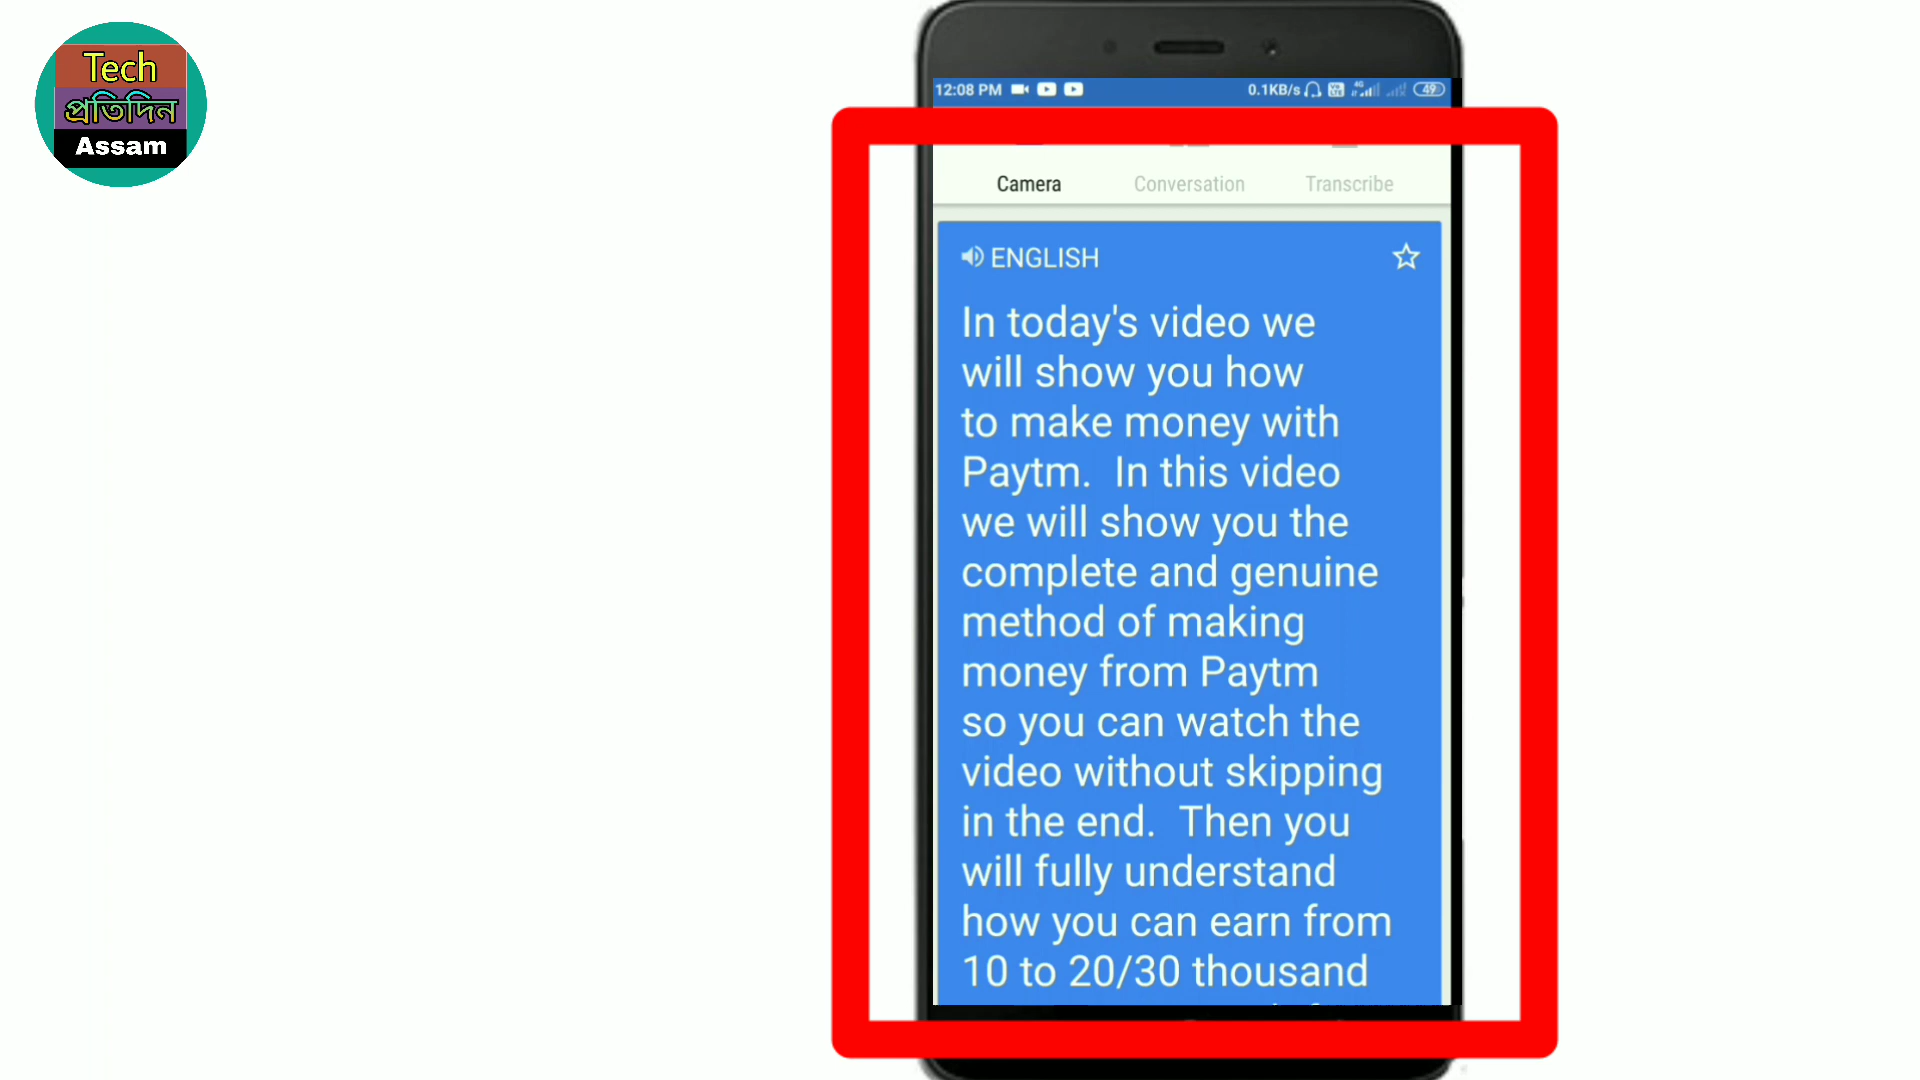 Tech
প্রতিদিন
Assam
12:08 PM
0.1KB/s
4G
49
Camera
Conversation
Transcribe
ENGLISH
In today's video we
will show you how
to make money with
Paytm. In this video
we will show you the
complete and genuine
method of making
money from Paytm
so you can watch the
video without skipping
in the end. Then you
will fully understand
how you can earn from
10 to 20/30 thousand